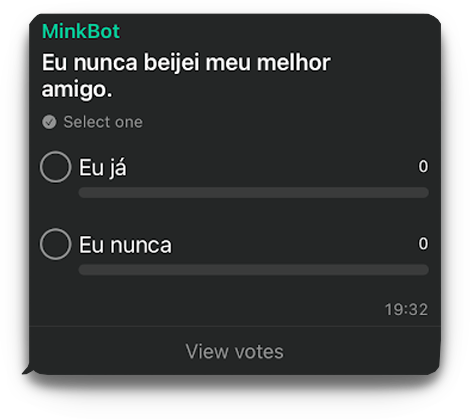 MinkBot
Eu nunca beijei meu melhor
amigo.
Select one
Eu já 0
Eu nunca 0
19:32
View votes